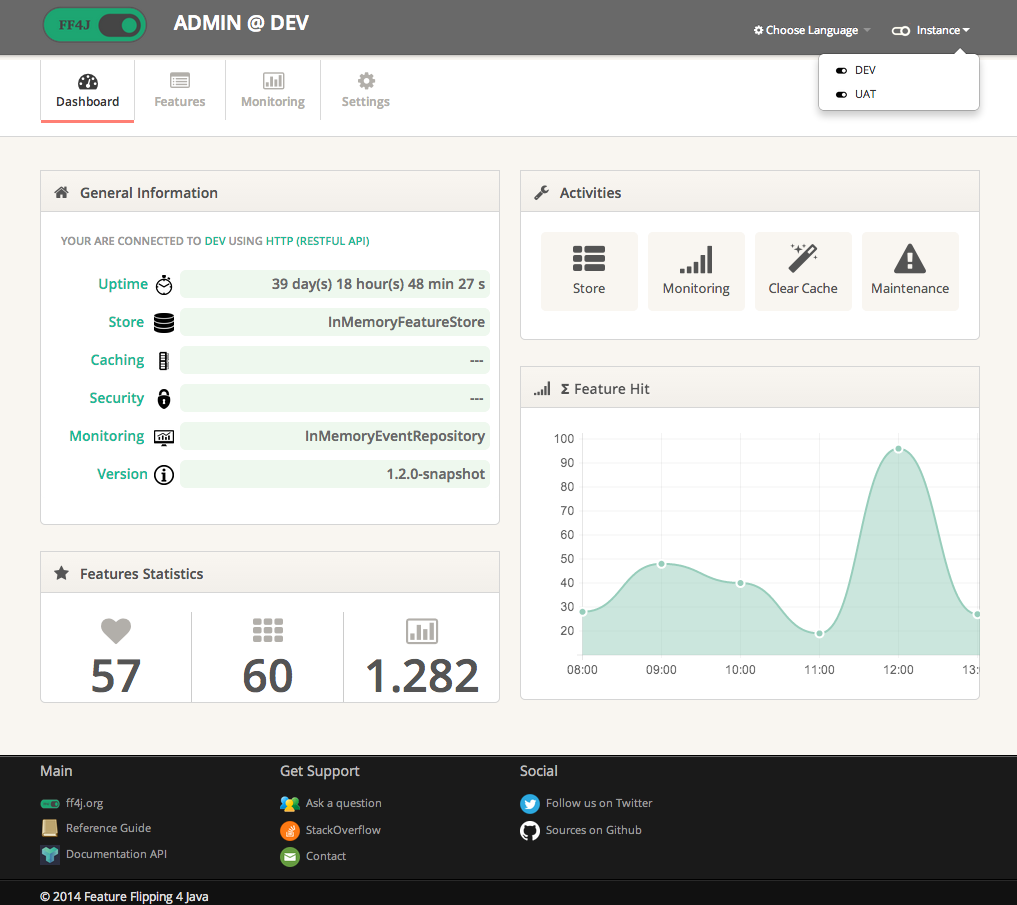 FF4J
ADMIN @ DEV
Choose Language
Instance
DEV
UAT
Dashboard
Features
Monitoring
Settings
General Information
YOUR ARE CONNECTED TO DEV USING HTTP (RESTFUL API)
Uptime 39 day(s) 18 hour(s) 48 min 27 s
Store InMemoryFeatureStore
Caching ---
Security ---
Monitoring InMemoryEventRepository
Version 1.2.0-snapshot
Features Statistics
57
60
1.282
Activities
Store
Monitoring
Clear Cache
Maintenance
Σ Feature Hit
100
90
80
70
60
50
40
30
20
08:00 09:00 10:00 11:00 12:00 13:
Main
ff4j.org
Reference Guide
Documentation API
Get Support
Ask a question
StackOverflow
Contact
Social
Follow us on Twitter
Sources on Github
© 2014 Feature Flipping 4 Java